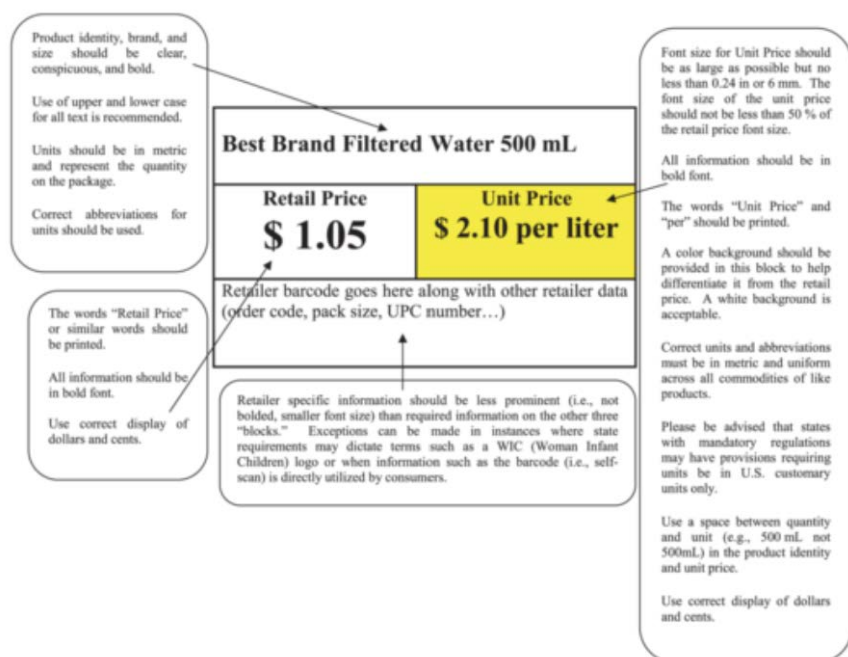 Product identity, brand, and
size should be clear,
conspicuous, and bold.
Use of upper and lower case
for all text is recommended.
Units should be in metric
and represent the quantity
on the package.
Correct abbreviations for
units should be used.
The words “Retail Price”
or similar words should
be printed.
All information should be
in bold font.
Use correct display of
dollars and cents.
Best Brand Filtered Water 500 mL
Retail Price
$ 1.05
Unit Price
$ 2.10 per liter
Retailer barcode goes here along with other retailer data
(order code, pack size, UPC number…)
Retailer specific information should be less prominent (i.e., not
bolded, smaller font size) than required information on the other three
“blocks.” Exceptions can be made in instances where state
requirements may dictate terms such as a WIC (Woman Infant
Children) logo or when information such as the barcode (i.e., self-
scan) is directly utilized by consumers.
Font size for Unit Price should
be as large as possible but no
less than 0.24 in or 6 mm. The
font size of the unit price
should not be less than 50 % of
the retail price font size.
All information should be in
bold font.
The words “Unit Price” and
“per” should be printed.
A color background should be
provided in this block to help
differentiate it from the retail
price. A white background is
acceptable.
Correct units and abbreviations
must be in metric and uniform
across all commodities of like
products.
Please be advised that states
with mandatory regulations
may have provisions requiring
units be in U.S. customary
units only.
Use a space between quantity
and unit (e.g., 500 mL not
500mL) in the product identity
and unit price.
Use correct display of dollars
and cents.